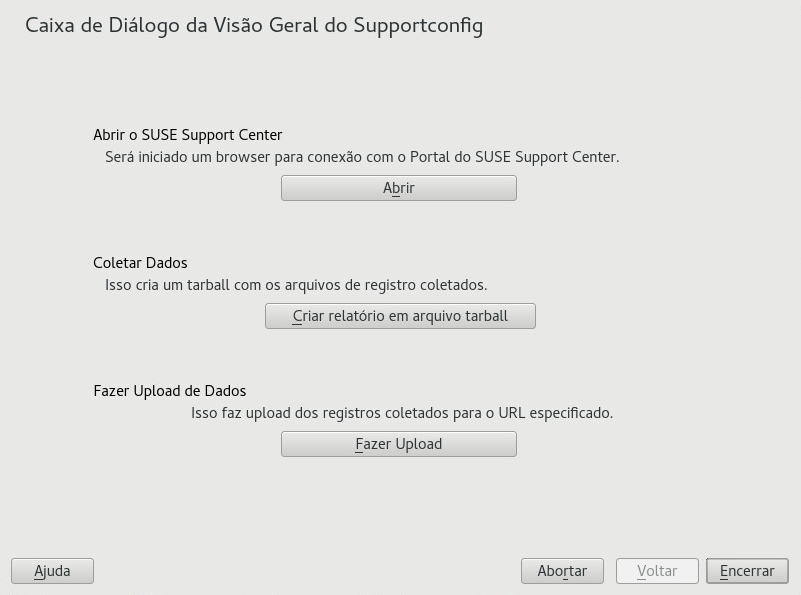 Caixa de Diálogo da Visão Geral do Supportconfig
Abrir o SUSE Support Center
Será iniciado um browser para conexão com o Portal do SUSE Support Center.
Abrir
Coletar Dados
Isso cria um tarball com os arquivos de registro coletados.
Criar relatório em arquivo tarball
Fazer Upload de Dados
Isso faz upload dos registros coletados para o URL especificado.
Fazer Upload
Ajuda
Abortar
Voltar
Encerrar